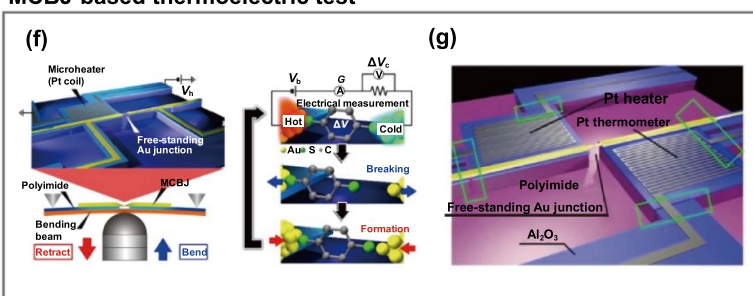 MCBJ-based thermoelectric test
(f)
Microheater
(Pt coil)
Vh
Free-standing
Au junction
Polyimide
MCBJ
Bending
beam
Retract
Bend
ΔVc
Vb
G
A
V
Electrical measurement
Hot
ΔV
Cold
Au S C
Breaking
Formation
(g)
Pt heater
Pt thermometer
Polyimide
Free-standing Au junction
Al2O3